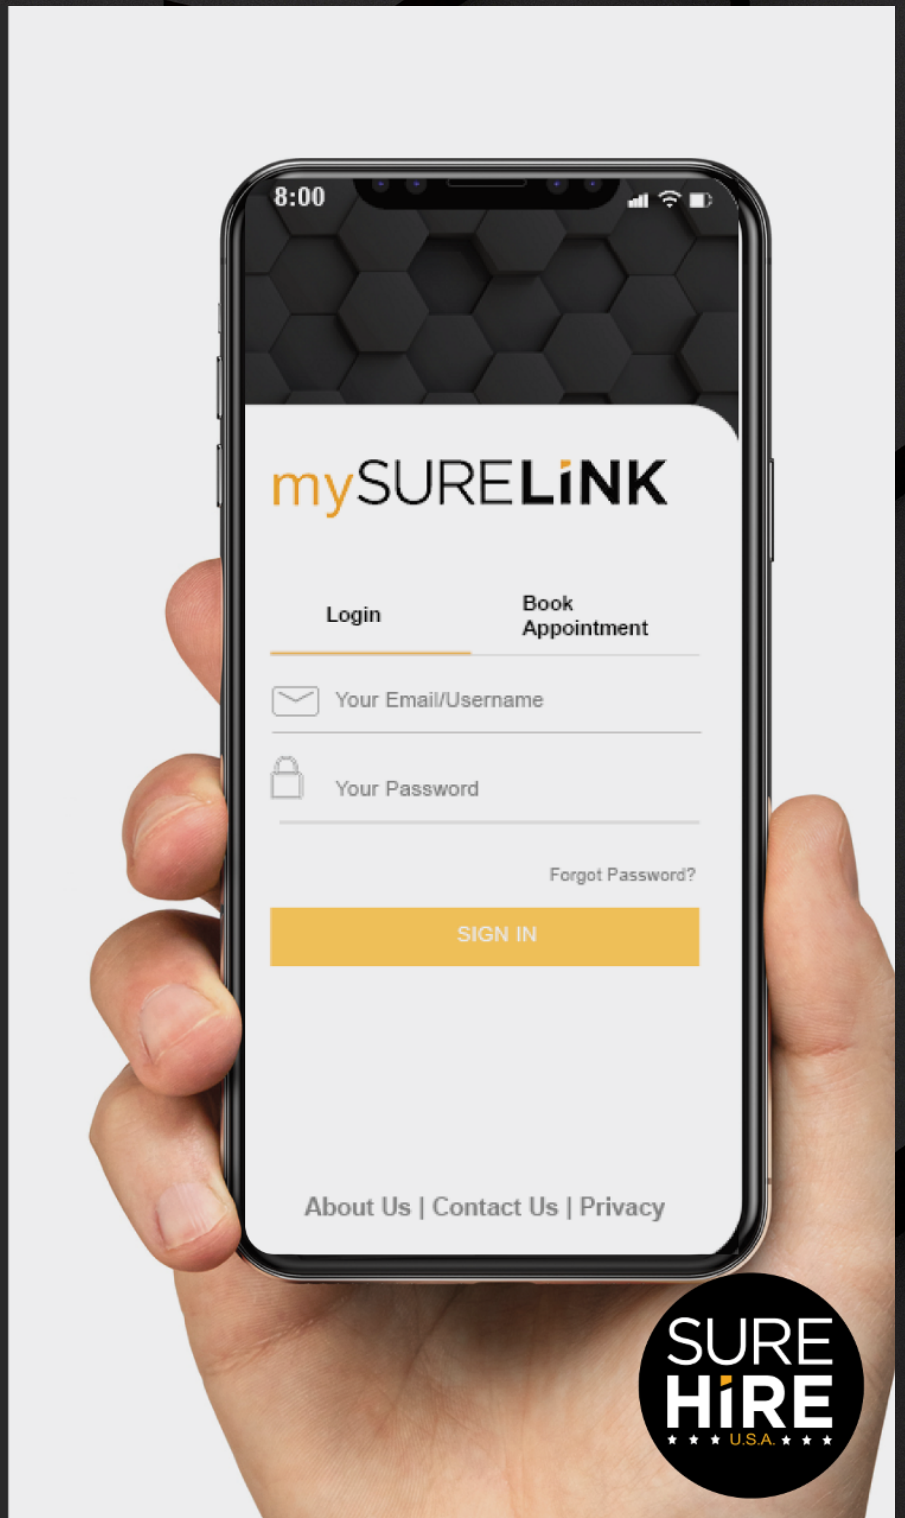 8:00
mySURELiNK
Login
Book
Appointment
Your Email/Username
Your Password
Forgot Password?
SIGN IN
About Us | Contact Us | Privacy
SURE
HiRE
U.S.A.